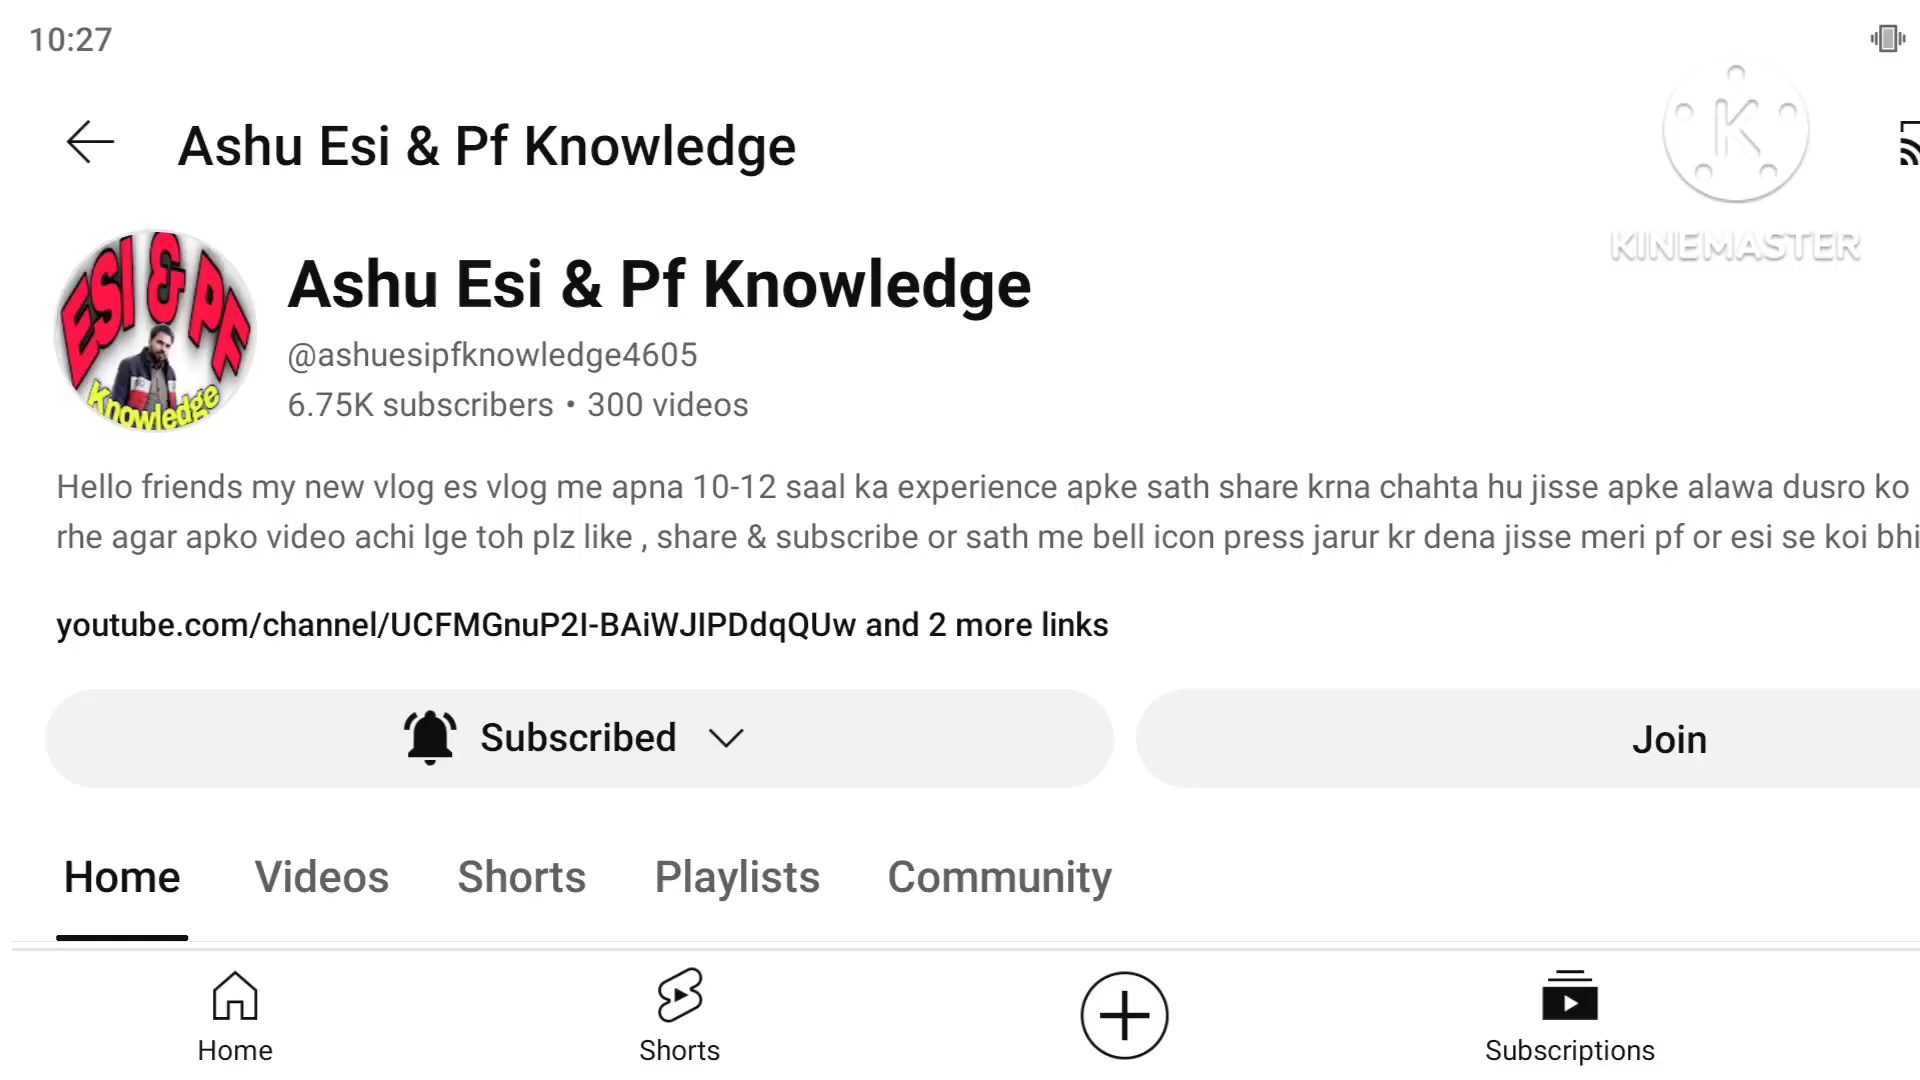 10:27
Ashu Esi & Pf Knowledge
K
KINEMASTER
ESI & PF
Knowledge
Ashu Esi & Pf Knowledge
@ashuesipfknowledge4605
6.75K subscribers • 300 videos
Hello friends my new vlog es vlog me apna 10-12 saal ka experience apke sath share krna chahta hu jisse apke alawa dusro ko
rhe agar apko video achi lge toh plz like , share & subscribe or sath me bell icon press jarur kr dena jisse meri pf or esi se koi bhi
youtube.com/channel/UCFMGnuP2I-BAiWJIPDdqQUw and 2 more links
Subscribed
Join
Home Videos Shorts Playlists Community
Home Shorts Subscriptions